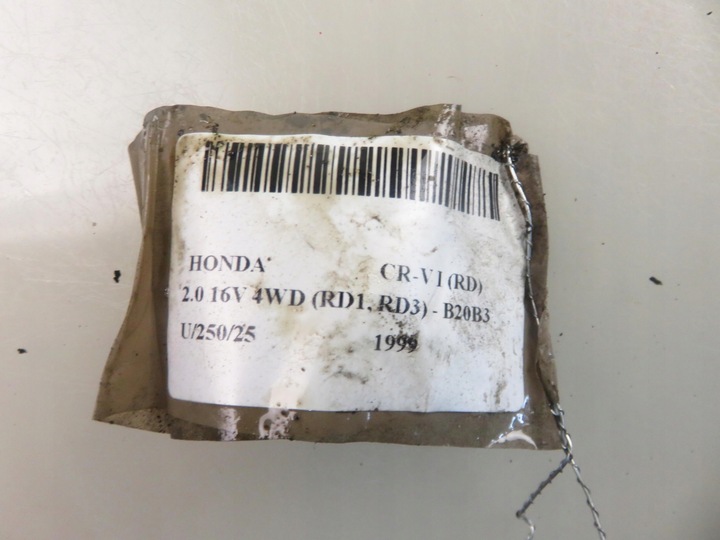 HONDA CR-V I (RD)
2.0 16V 4WD (RD1, RD3) - B20B3
U/250/25 1999